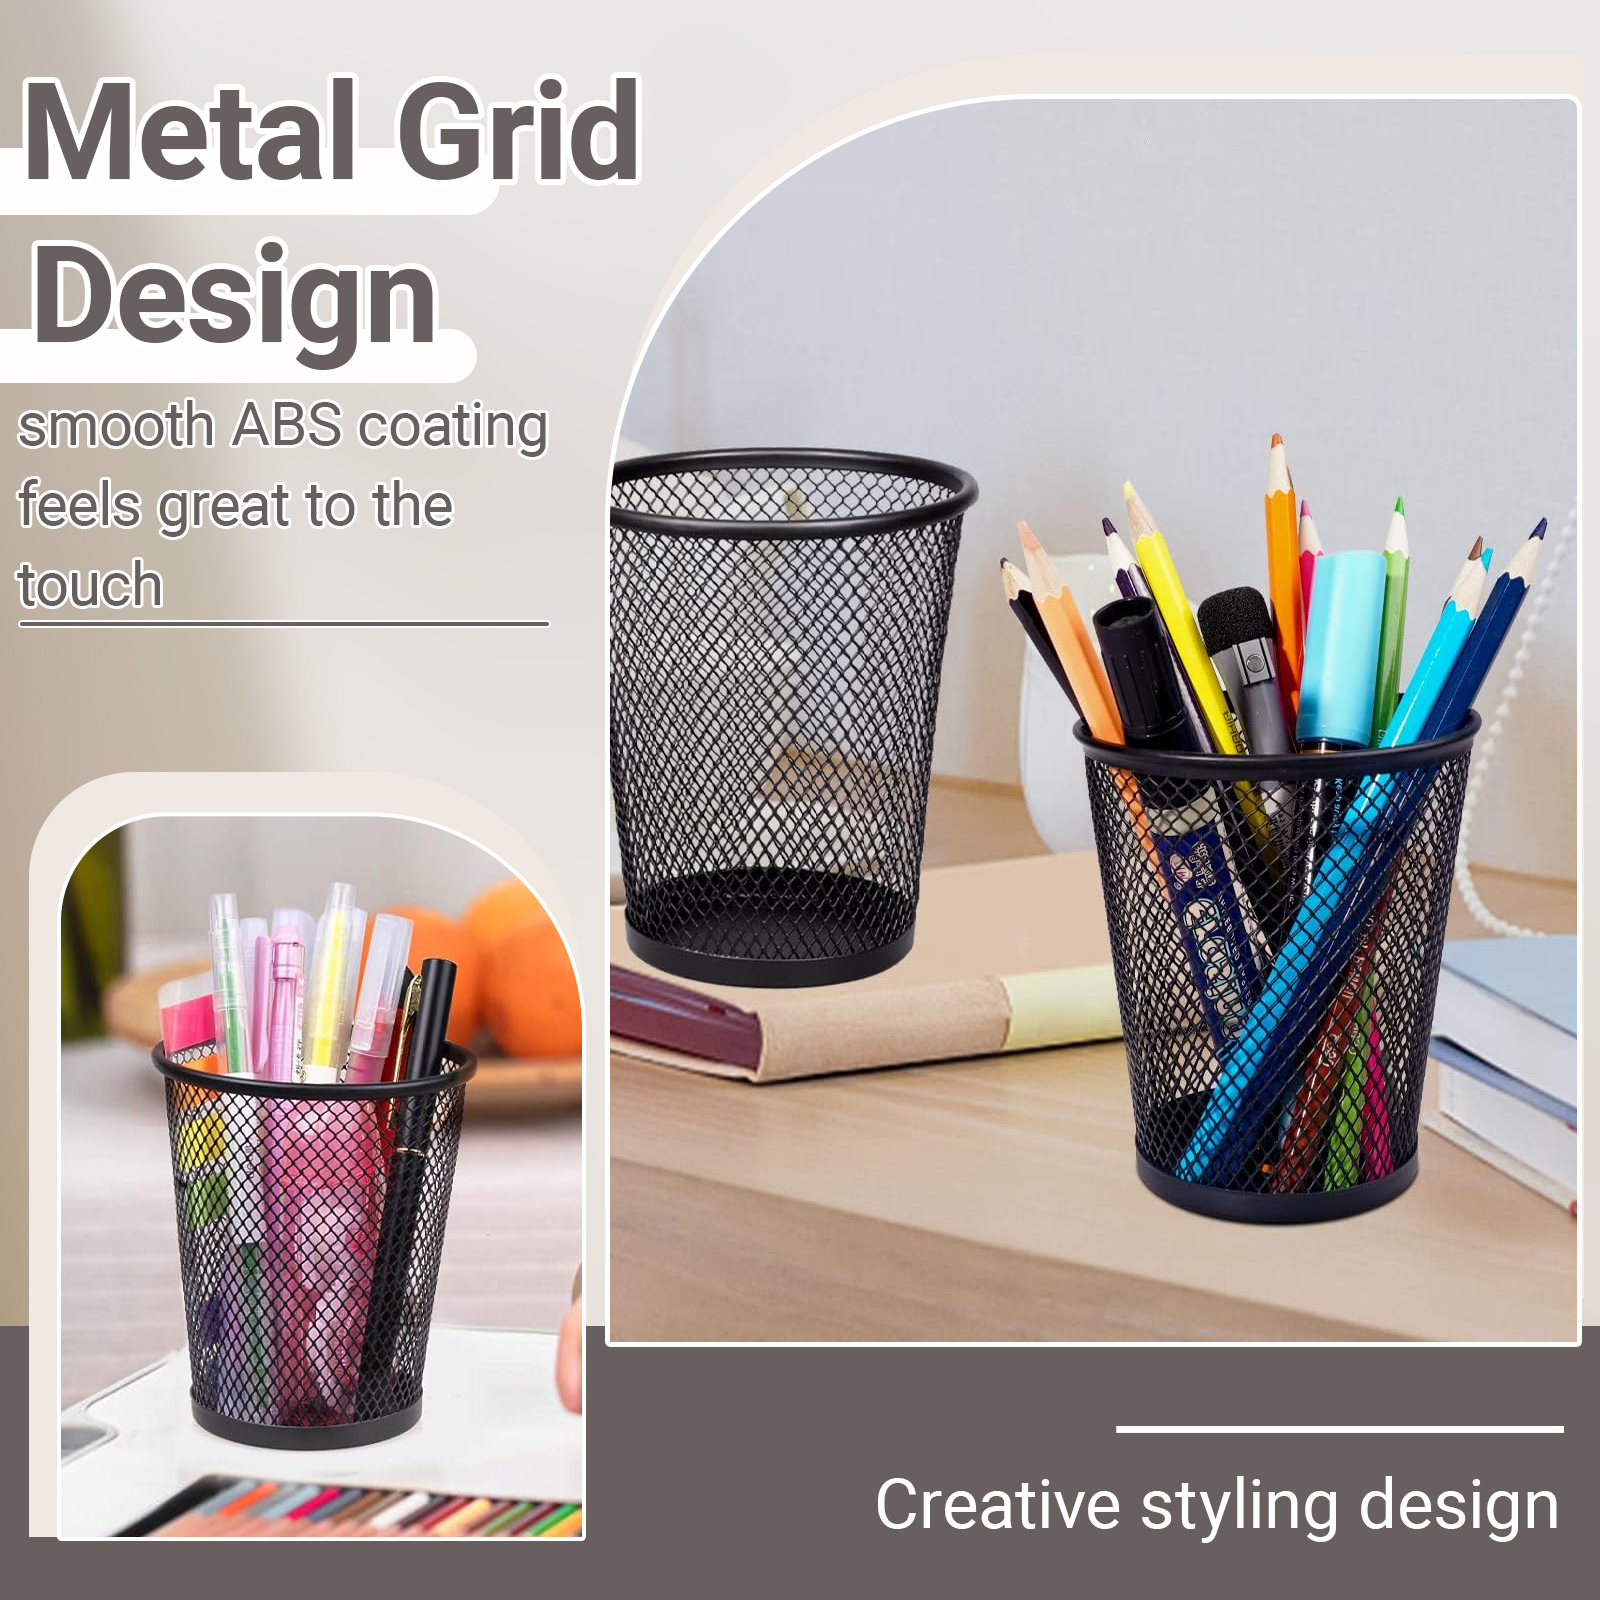 Metal Grid
Design
smooth ABS coating
feels great to the
touch
Creative styling design